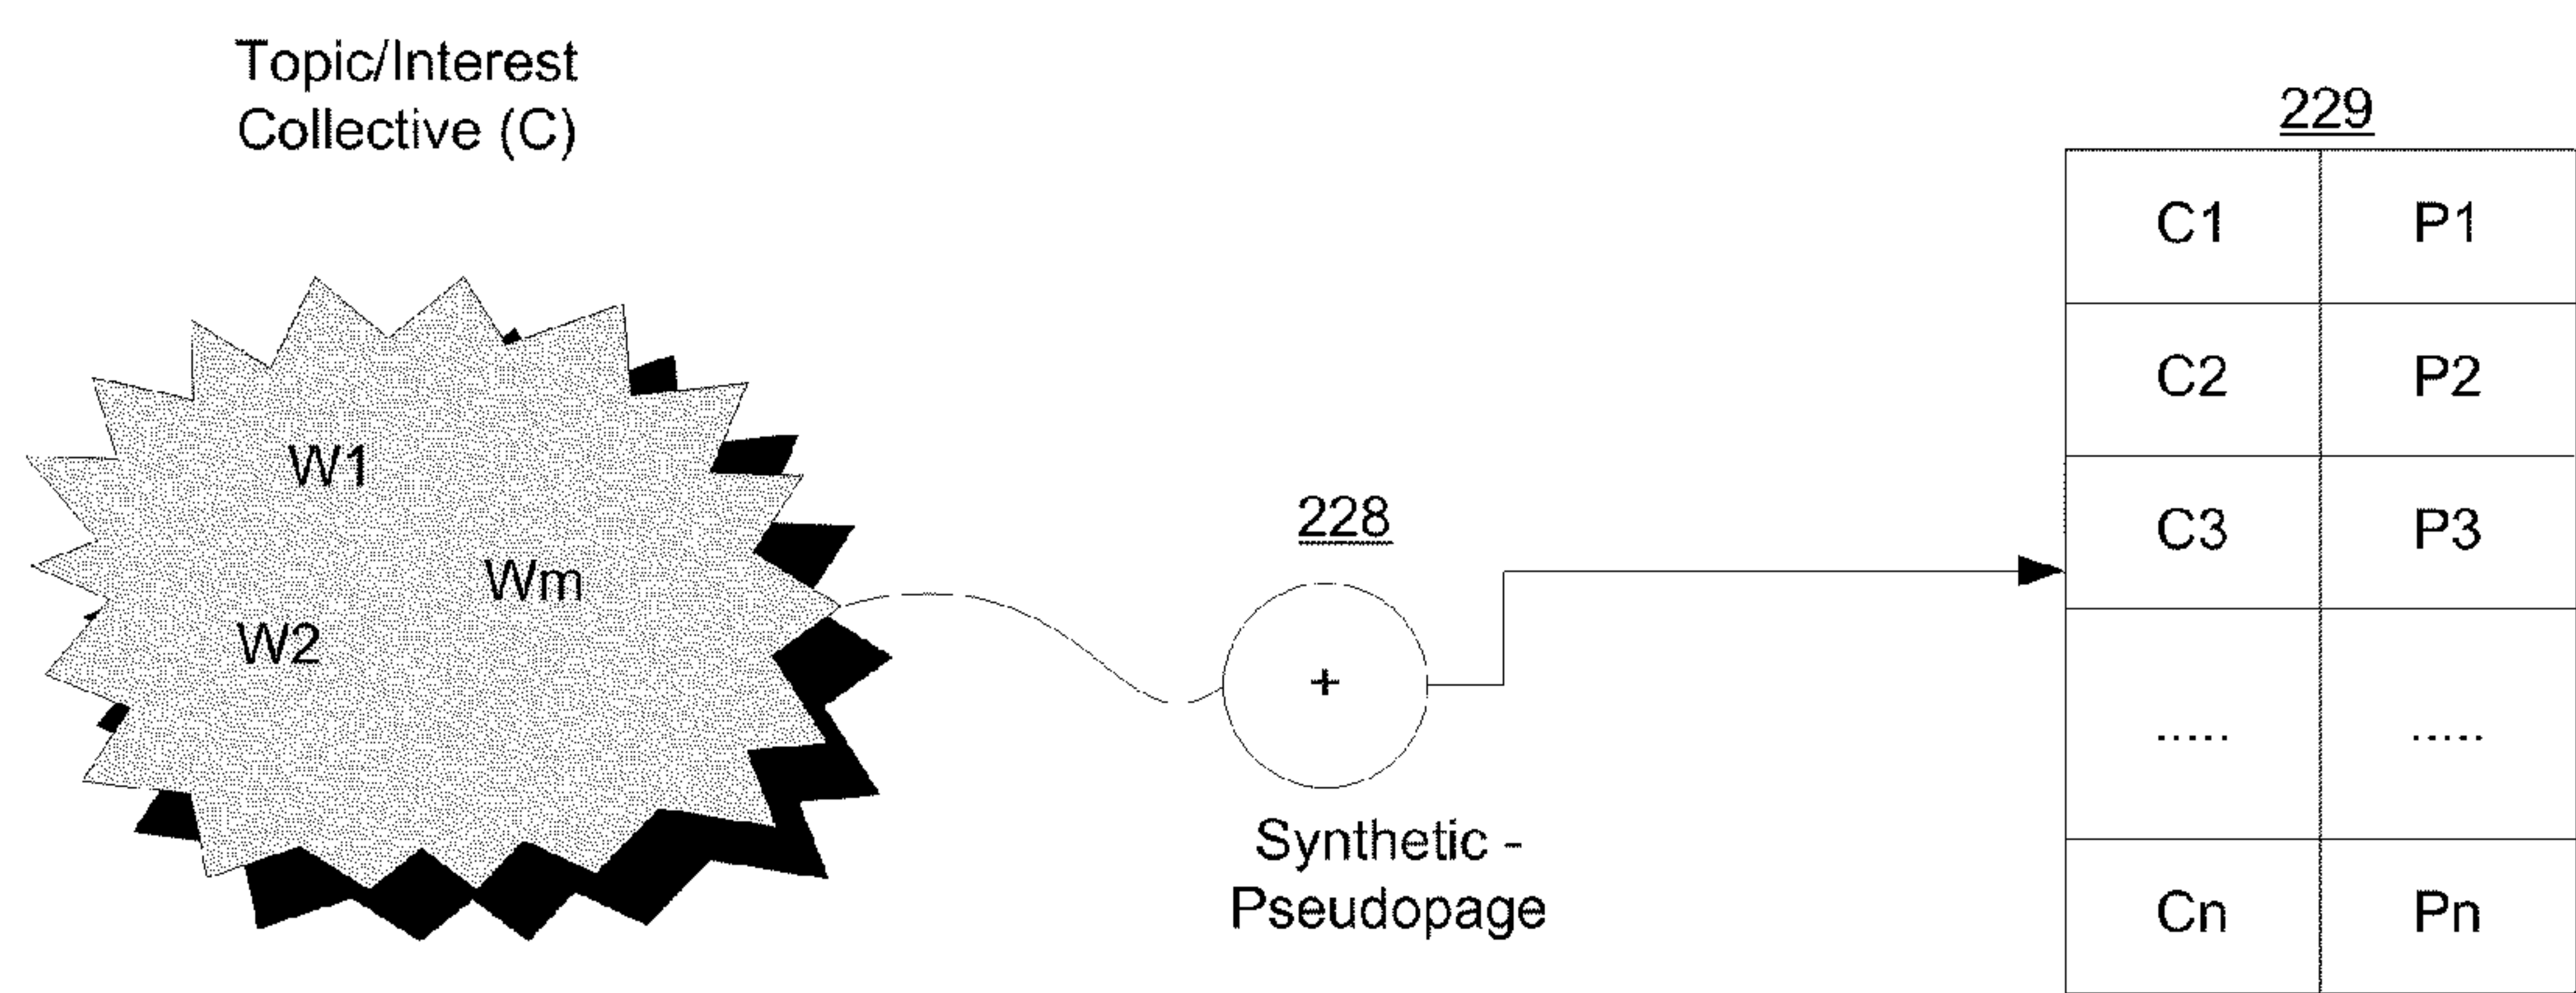 Topic/Interest
Collective (C)
W1
Wm
W2
228
+
Synthetic -
Pseudopage
229
C1 P1
C2 P2
C3 P3
..... .....
Cn Pn